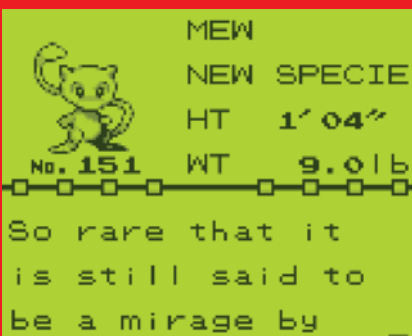 MEW
NEW SPECIE
HT 1′04″
No.151 WT 9.0lb
So rare that it
is still said to
be a mirage by